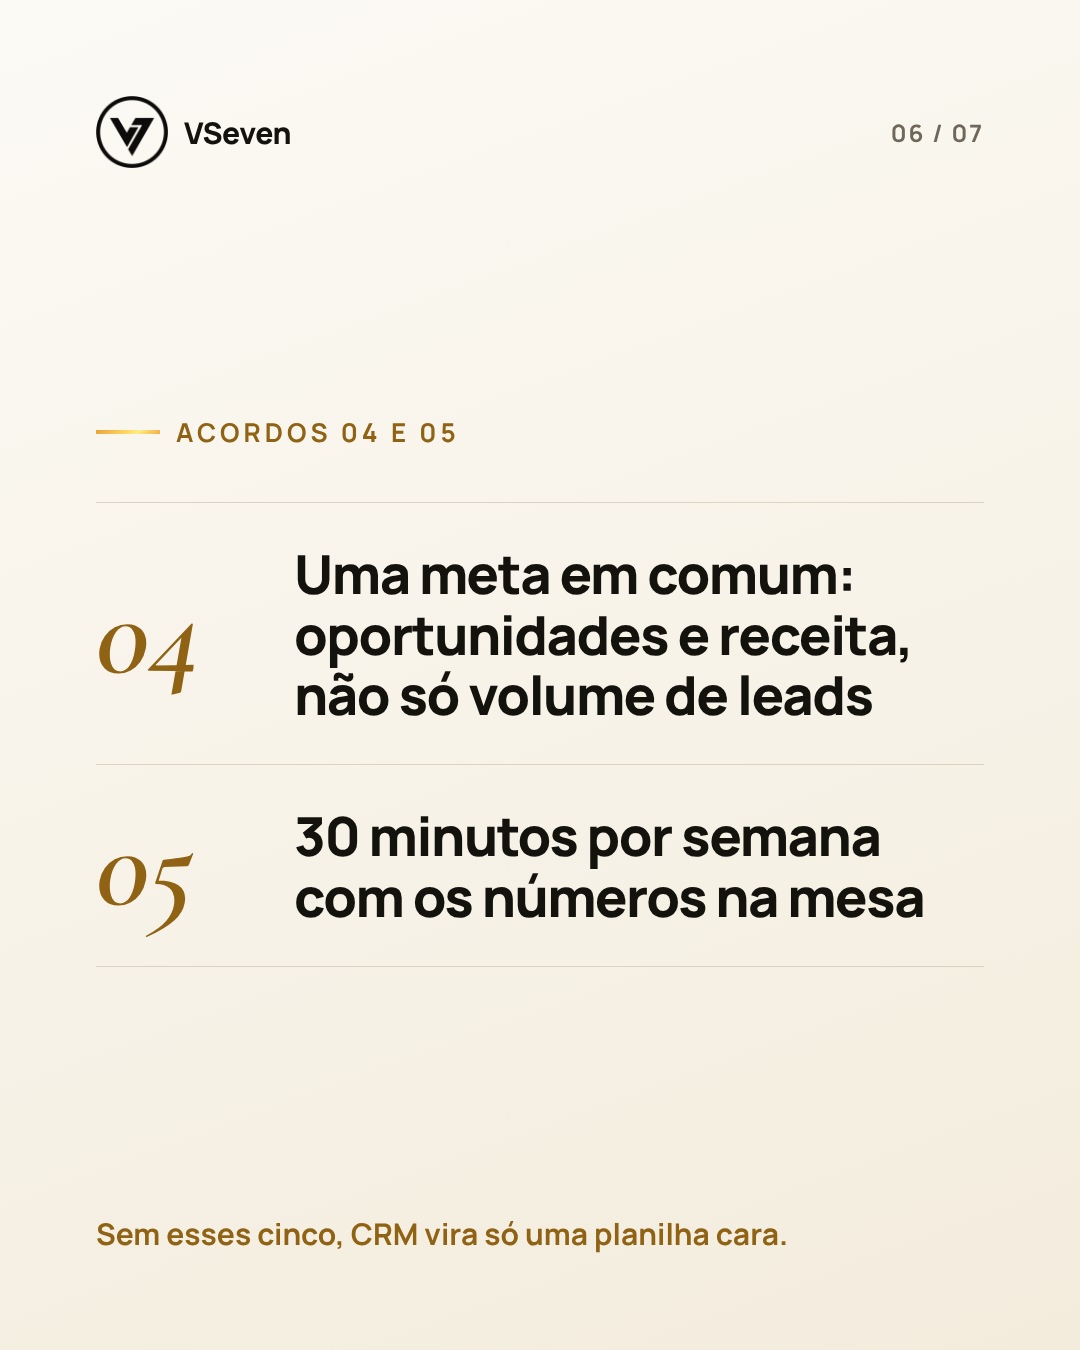 VSeven
06 / 07
ACORDOS 04 E 05
04
Uma meta em comum:
oportunidades e receita,
não só volume de leads
05
30 minutos por semana
com os números na mesa
Sem esses cinco, CRM vira só uma planilha cara.